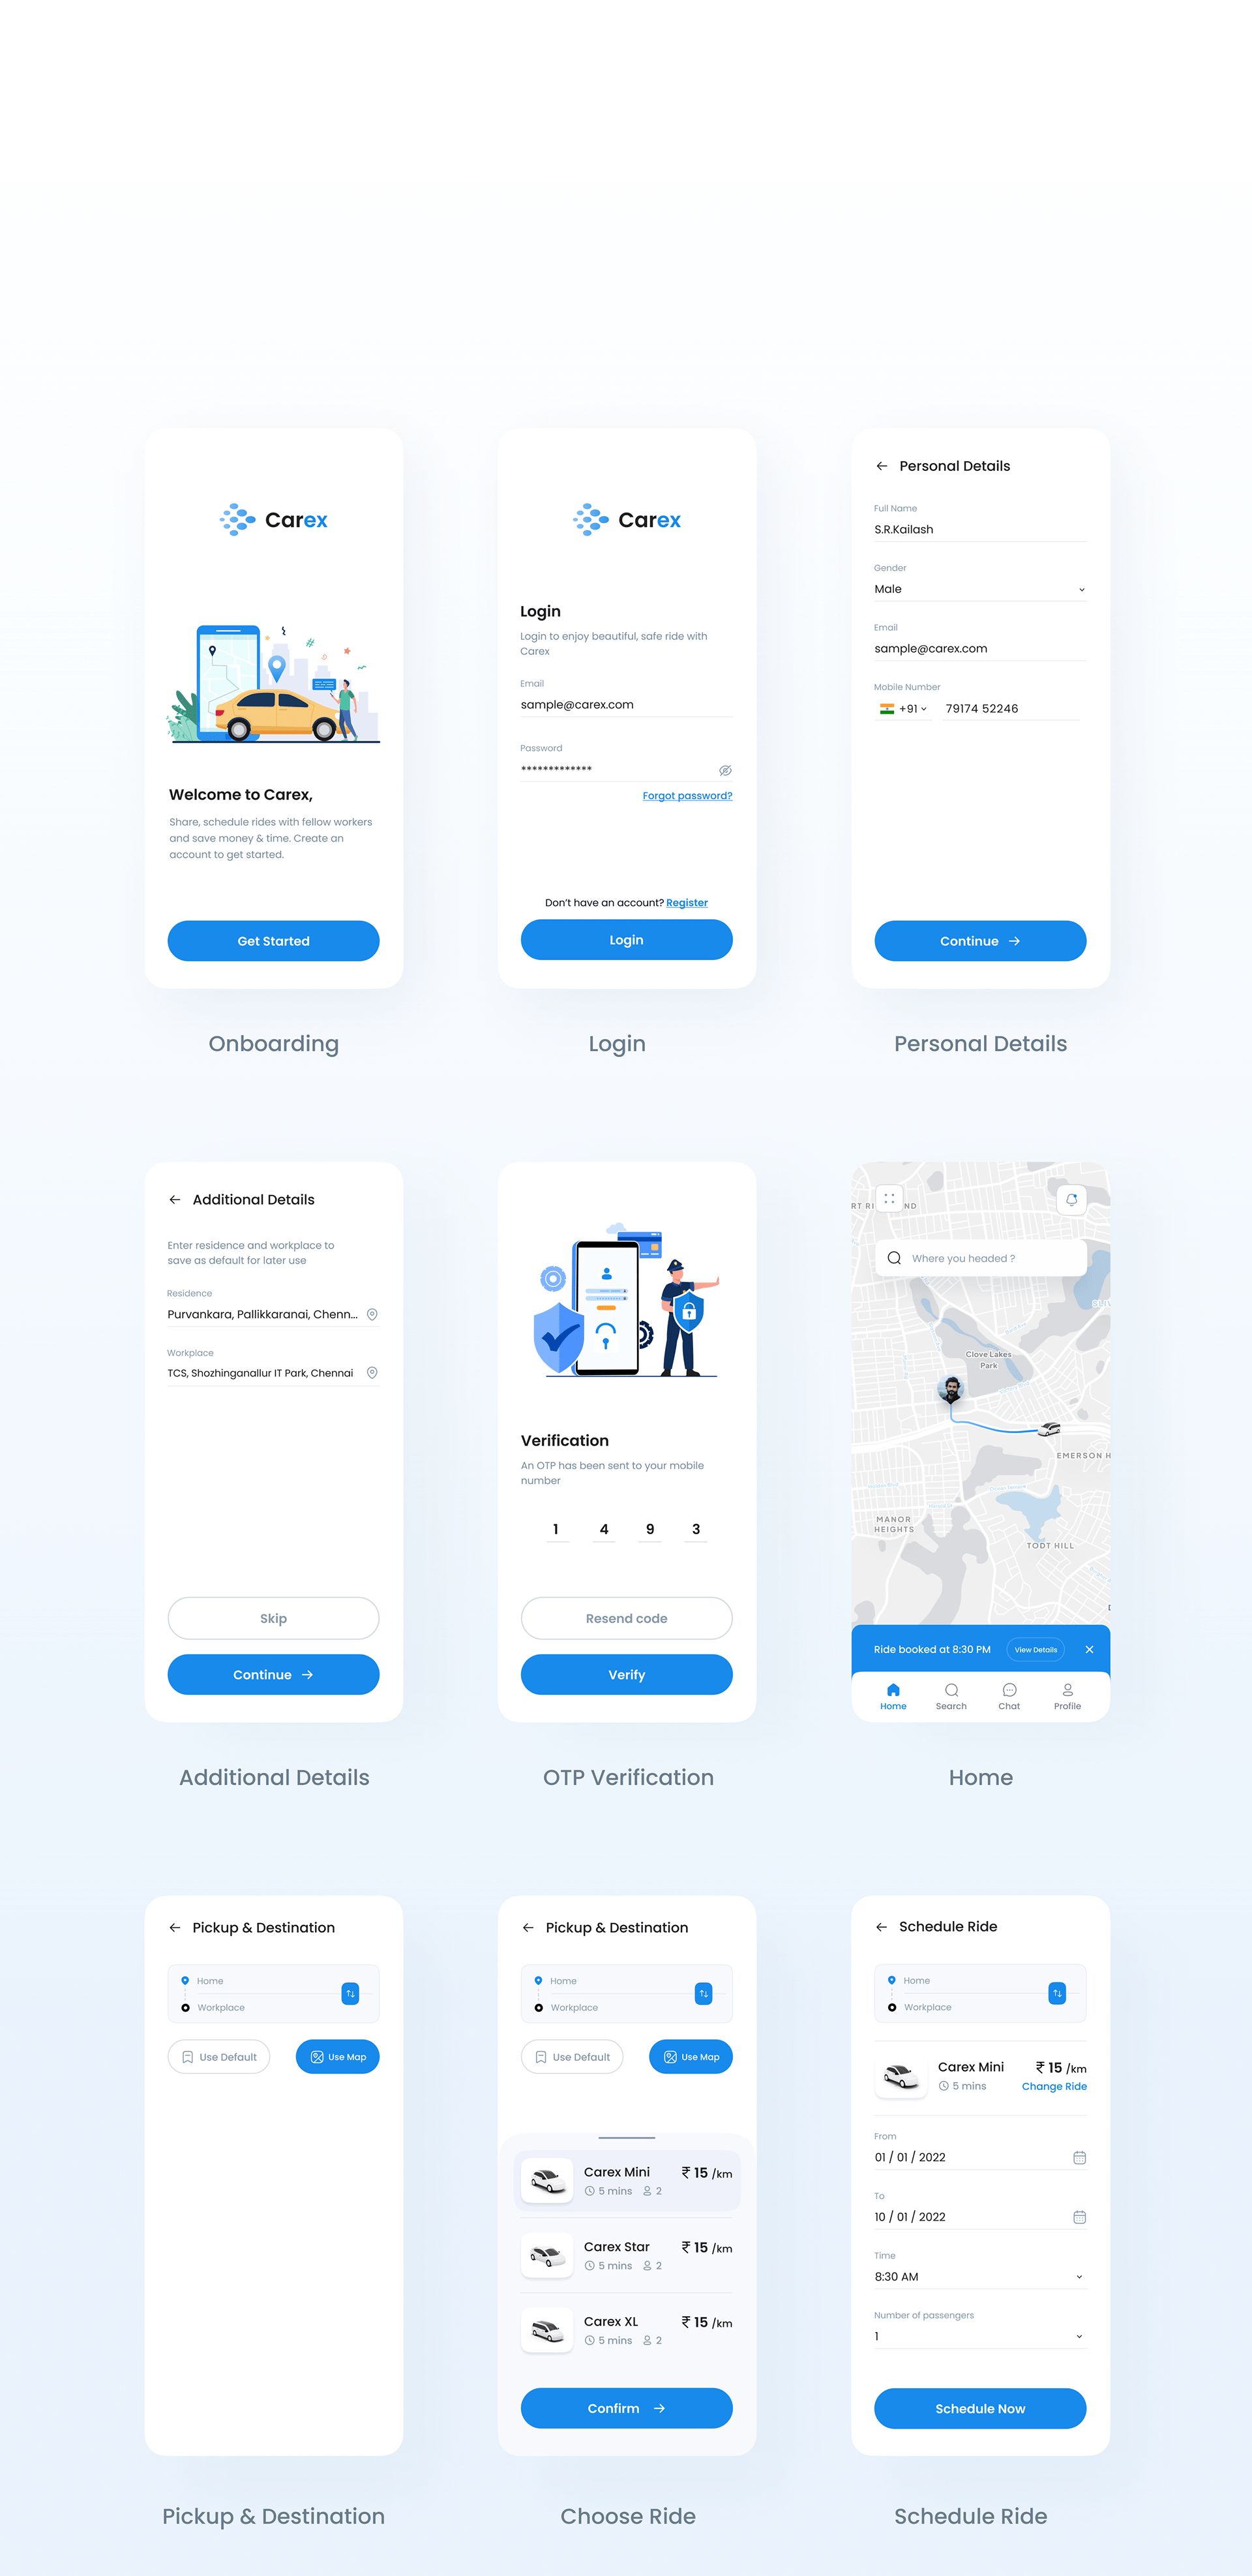 Carex
Welcome to Carex,
Share, schedule rides with fellow workers
and save money & time. Create an
account to get started.
Get Started
Onboarding
Carex
Login
Login to enjoy beautiful, safe ride with
Carex
Email
sample@carex.com
Password
*************
Forgot password?
Don't have an account? Register
Login
Login
Personal Details
Full Name
S.R.Kailash
Gender
Male
Email
sample@carex.com
Mobile Number
+91 79174 52246
Continue
Personal Details
Additional Details
Enter residence and workplace to
save as default for later use
Residence
Purvankara, Pallikkaranai, Chenn...
Workplace
TCS, Shozhinganallur IT Park, Chennai
Skip
Continue
Additional Details
Verification
An OTP has been sent to your mobile
number
1 4 9 3
Resend code
Verify
OTP Verification
Where you headed ?
Clove Lakes
Park
EMERSON H
MANOR
HEIGHTS
TODT HILL
Ride booked at 8:30 PM View Details
Home Search Chat Profile
Home
Pickup & Destination
Home
Workplace
Use Default Use Map
Pickup & Destination
Pickup & Destination
Home
Workplace
Use Default Use Map
Carex Mini ₹ 15 /km
5 mins 2
Carex Star ₹ 15 /km
5 mins 2
Carex XL ₹ 15 /km
5 mins 2
Confirm
Choose Ride
Schedule Ride
Home
Workplace
Carex Mini ₹ 15 /km
5 mins Change Ride
From
01 / 01 / 2022
To
10 / 01 / 2022
Time
8:30 AM
Number of passengers
1
Schedule Now
Schedule Ride